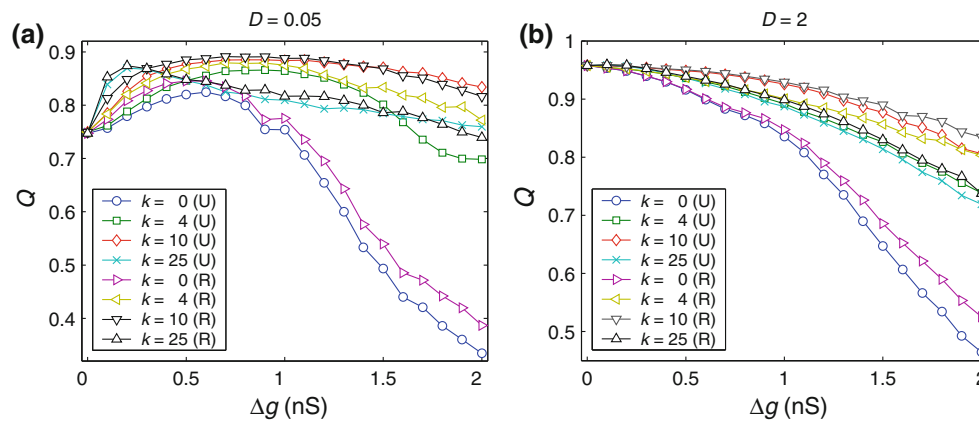 (a)
D = 0.05
Q
0.9
0.8
0.7
0.6
0.5
0.4
k = 0 (U)
k = 4 (U)
k = 10 (U)
k = 25 (U)
k = 0 (R)
k = 4 (R)
k = 10 (R)
k = 25 (R)
0 0.5 1 1.5 2
Δg (nS)
(b)
D = 2
Q
1
0.9
0.8
0.7
0.6
0.5
k = 0 (U)
k = 4 (U)
k = 10 (U)
k = 25 (U)
k = 0 (R)
k = 4 (R)
k = 10 (R)
k = 25 (R)
0 0.5 1 1.5 2
Δg (nS)